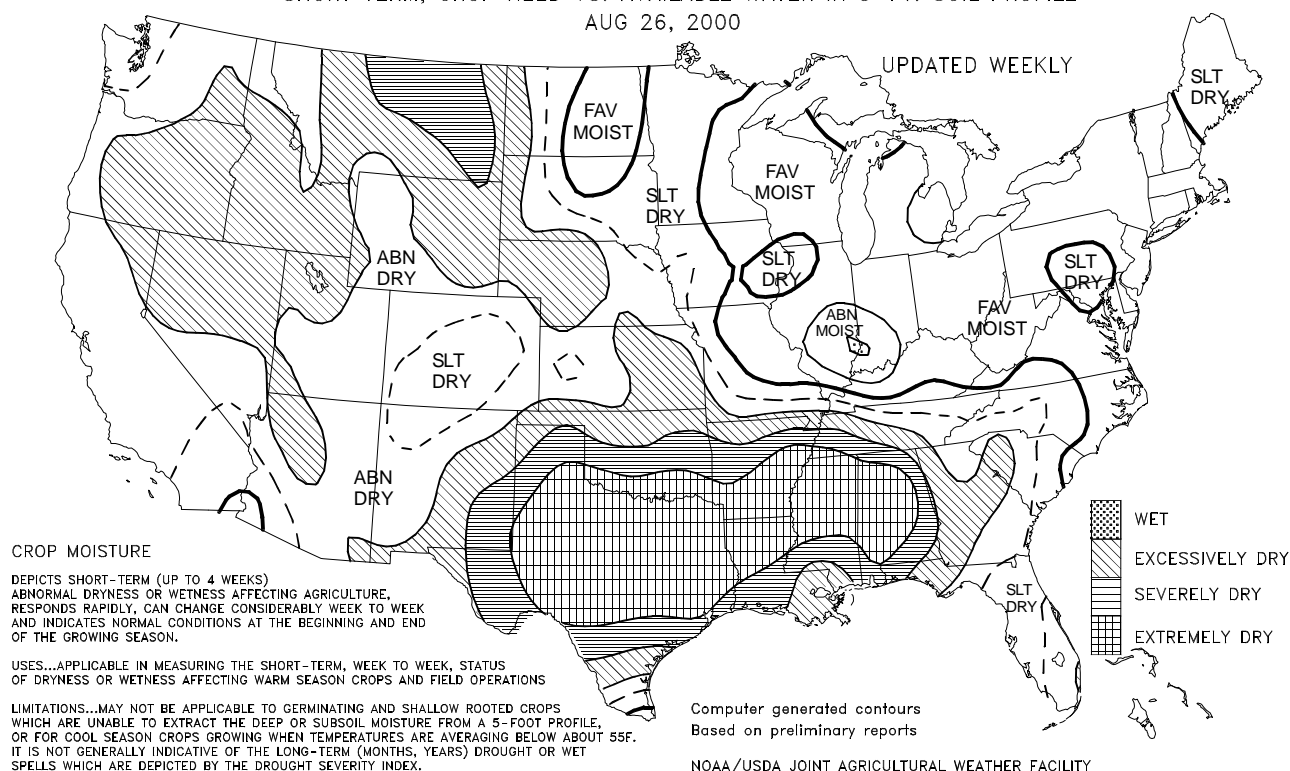 AUG 26, 2000
UPDATED WEEKLY
SLT
DRY
FAV
MOIST
FAV
MOIST
SLT
DRY
ABN
DRY
SLT
DRY
SLT
DRY
ABN
MOIST
FAV
MOIST
SLT
DRY
ABN
DRY
SLT
DRY
WET
EXCESSIVELY DRY
SEVERELY DRY
EXTREMELY DRY
CROP MOISTURE
DEPICTS SHORT-TERM (UP TO 4 WEEKS)
ABNORMAL DRYNESS OR WETNESS AFFECTING AGRICULTURE,
RESPONDS RAPIDLY, CAN CHANGE CONSIDERABLY WEEK TO WEEK
AND INDICATES NORMAL CONDITIONS AT THE BEGINNING AND END
OF THE GROWING SEASON.
USES...APPLICABLE IN MEASURING THE SHORT-TERM, WEEK TO WEEK, STATUS
OF DRYNESS OR WETNESS AFFECTING WARM SEASON CROPS AND FIELD OPERATIONS
LIMITATIONS...MAY NOT BE APPLICABLE TO GERMINATING AND SHALLOW ROOTED CROPS
WHICH ARE UNABLE TO EXTRACT THE DEEP OR SUBSOIL MOISTURE FROM A 5-FOOT PROFILE,
OR FOR COOL SEASON CROPS GROWING WHEN TEMPERATURES ARE AVERAGING BELOW ABOUT 55F.
IT IS NOT GENERALLY INDICATIVE OF THE LONG-TERM (MONTHS, YEARS) DROUGHT OR WET
SPELLS WHICH ARE DEPICTED BY THE DROUGHT SEVERITY INDEX.
Computer generated contours
Based on preliminary reports
NOAA/USDA JOINT AGRICULTURAL WEATHER FACILITY